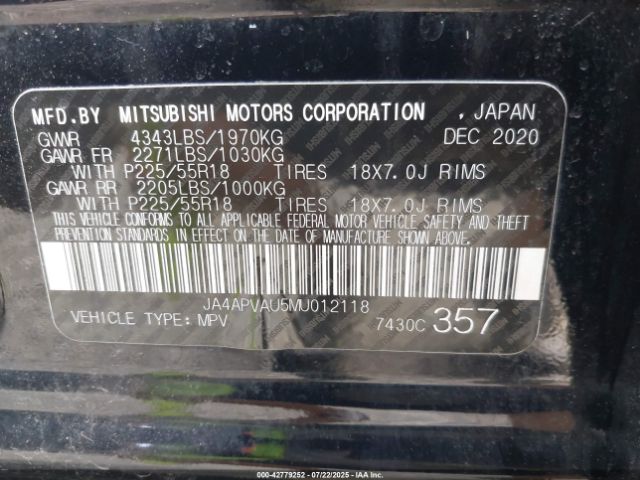 MFD.BY MITSUBISHI MOTORS CORPORATION , JAPAN
GVWR 4343LBS/1970KG DEC 2020
GAWR FR 2271LBS/1030KG
WITH P225/55R18 TIRES 18X7.0J RIMS
GAWR RR 2205LBS/1000KG
WITH P225/55R18 TIRES 18X7.0J RIMS
THIS VEHICLE CONFORMS TO ALL APPLICABLE FEDERAL MOTOR VEHICLE SAFETY AND THEFT
PREVENTION STANDARDS IN EFFECT ON THE DATE OF MANUFACTURE SHOWN ABOVE.
JA4APVAU5MU012118
VEHICLE TYPE: MPV 7430C 357
000-42779252 - 07/22/2025 - IAAI.COM